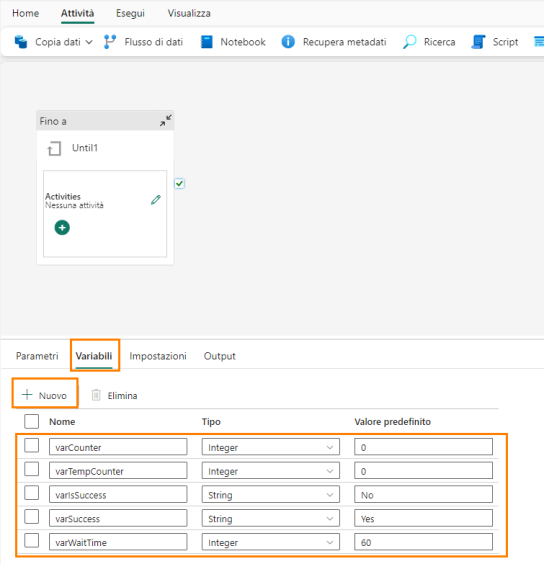 Home Attività Esegui Visualizza
Copia dati Flusso di dati Notebook Recupera metadati Ricerca Script
Fino a
Until1
Activities
Nessuna attività
Parametri Variabili Impostazioni Output
Nuovo Elimina
Nome Tipo Valore predefinito
varCounter Integer 0
varTempCounter Integer 0
varIsSuccess String No
varSuccess String Yes
varWaitTime Integer 60